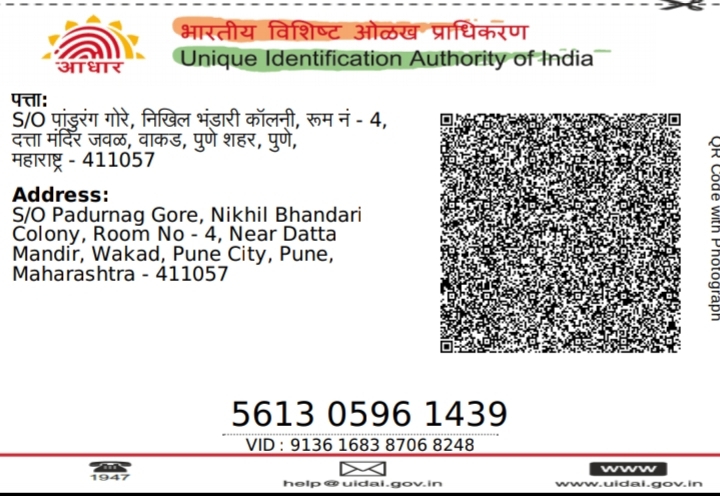 भारतीय विशिष्ट ओळख प्राधिकरण
Unique Identification Authority of India
आधार
पत्ता:
S/O पांडुरंग गोरे, निखिल भंडारी कॉलनी, रूम नं - 4,
दत्ता मंदिर जवळ, वाकड, पुणे शहर, पुणे,
महाराष्ट्र - 411057
Address:
S/O Padurnag Gore, Nikhil Bhandari
Colony, Room No - 4, Near Datta
Mandir, Wakad, Pune City, Pune,
Maharashtra - 411057
QR Code with Photograph
5613 0596 1439
VID : 9136 1683 8706 8248
1947
help@uidai.gov.in
www
www.uidai.gov.in